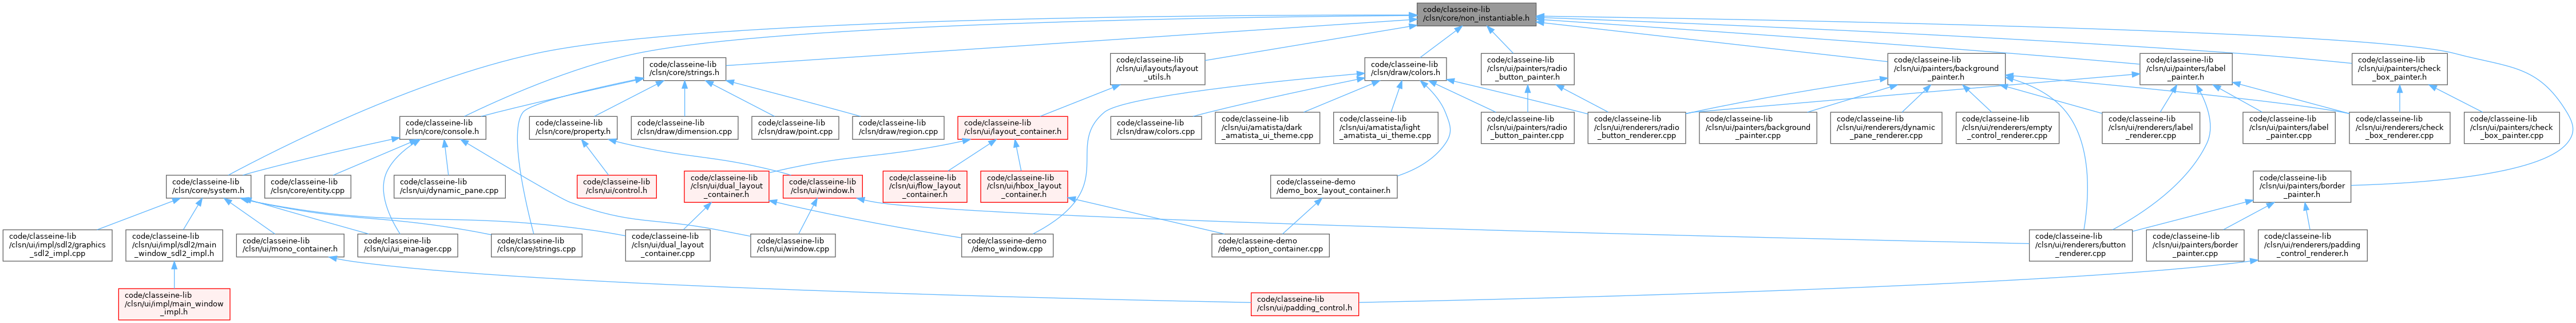 code/classeine-lib
/clsn/core/non_instantiable.h
code/classeine-lib
/clsn/core/strings.h
code/classeine-lib
/clsn/ui/layouts/layout
_utils.h
code/classeine-lib
/clsn/draw/colors.h
code/classeine-lib
/clsn/ui/painters/radio
_button_painter.h
code/classeine-lib
/clsn/ui/painters/background
_painter.h
code/classeine-lib
/clsn/ui/painters/label
_painter.h
code/classeine-lib
/clsn/ui/painters/check
_box_painter.h
code/classeine-lib
/clsn/core/console.h
code/classeine-lib
/clsn/core/property.h
code/classeine-lib
/clsn/draw/dimension.cpp
code/classeine-lib
/clsn/draw/point.cpp
code/classeine-lib
/clsn/draw/region.cpp
code/classeine-lib
/clsn/ui/layout_container.h
code/classeine-lib
/clsn/draw/colors.cpp
code/classeine-lib
/clsn/ui/amatista/dark
_amatista_ui_theme.cpp
code/classeine-lib
/clsn/ui/amatista/light
_amatista_ui_theme.cpp
code/classeine-lib
/clsn/ui/painters/radio
_button_painter.cpp
code/classeine-lib
/clsn/ui/renderers/radio
_button_renderer.cpp
code/classeine-lib
/clsn/ui/painters/background
_painter.cpp
code/classeine-lib
/clsn/ui/renderers/dynamic
_pane_renderer.cpp
code/classeine-lib
/clsn/ui/renderers/empty
_control_renderer.cpp
code/classeine-lib
/clsn/ui/renderers/label
_renderer.cpp
code/classeine-lib
/clsn/ui/painters/label
_painter.cpp
code/classeine-lib
/clsn/ui/renderers/check
_box_renderer.cpp
code/classeine-lib
/clsn/ui/painters/check
_box_painter.cpp
code/classeine-lib
/clsn/core/system.h
code/classeine-lib
/clsn/core/entity.cpp
code/classeine-lib
/clsn/ui/dynamic_pane.cpp
code/classeine-lib
/clsn/ui/control.h
code/classeine-lib
/clsn/ui/dual_layout
_container.h
code/classeine-lib
/clsn/ui/window.h
code/classeine-lib
/clsn/ui/flow_layout
_container.h
code/classeine-lib
/clsn/ui/hbox_layout
_container.h
code/classeine-demo
/demo_box_layout_container.h
code/classeine-lib
/clsn/ui/painters/border
_painter.h
code/classeine-lib
/clsn/ui/impl/sdl2/graphics
_sdl2_impl.cpp
code/classeine-lib
/clsn/ui/impl/sdl2/main
_window_sdl2_impl.h
code/classeine-lib
/clsn/ui/mono_container.h
code/classeine-lib
/clsn/ui/ui_manager.cpp
code/classeine-lib
/clsn/core/strings.cpp
code/classeine-lib
/clsn/ui/dual_layout
_container.cpp
code/classeine-lib
/clsn/ui/window.cpp
code/classeine-demo
/demo_window.cpp
code/classeine-demo
/demo_option_container.cpp
code/classeine-lib
/clsn/ui/renderers/button
_renderer.cpp
code/classeine-lib
/clsn/ui/painters/border
_painter.cpp
code/classeine-lib
/clsn/ui/renderers/padding
_control_renderer.h
code/classeine-lib
/clsn/ui/impl/main_window
_impl.h
code/classeine-lib
/clsn/ui/padding_control.h